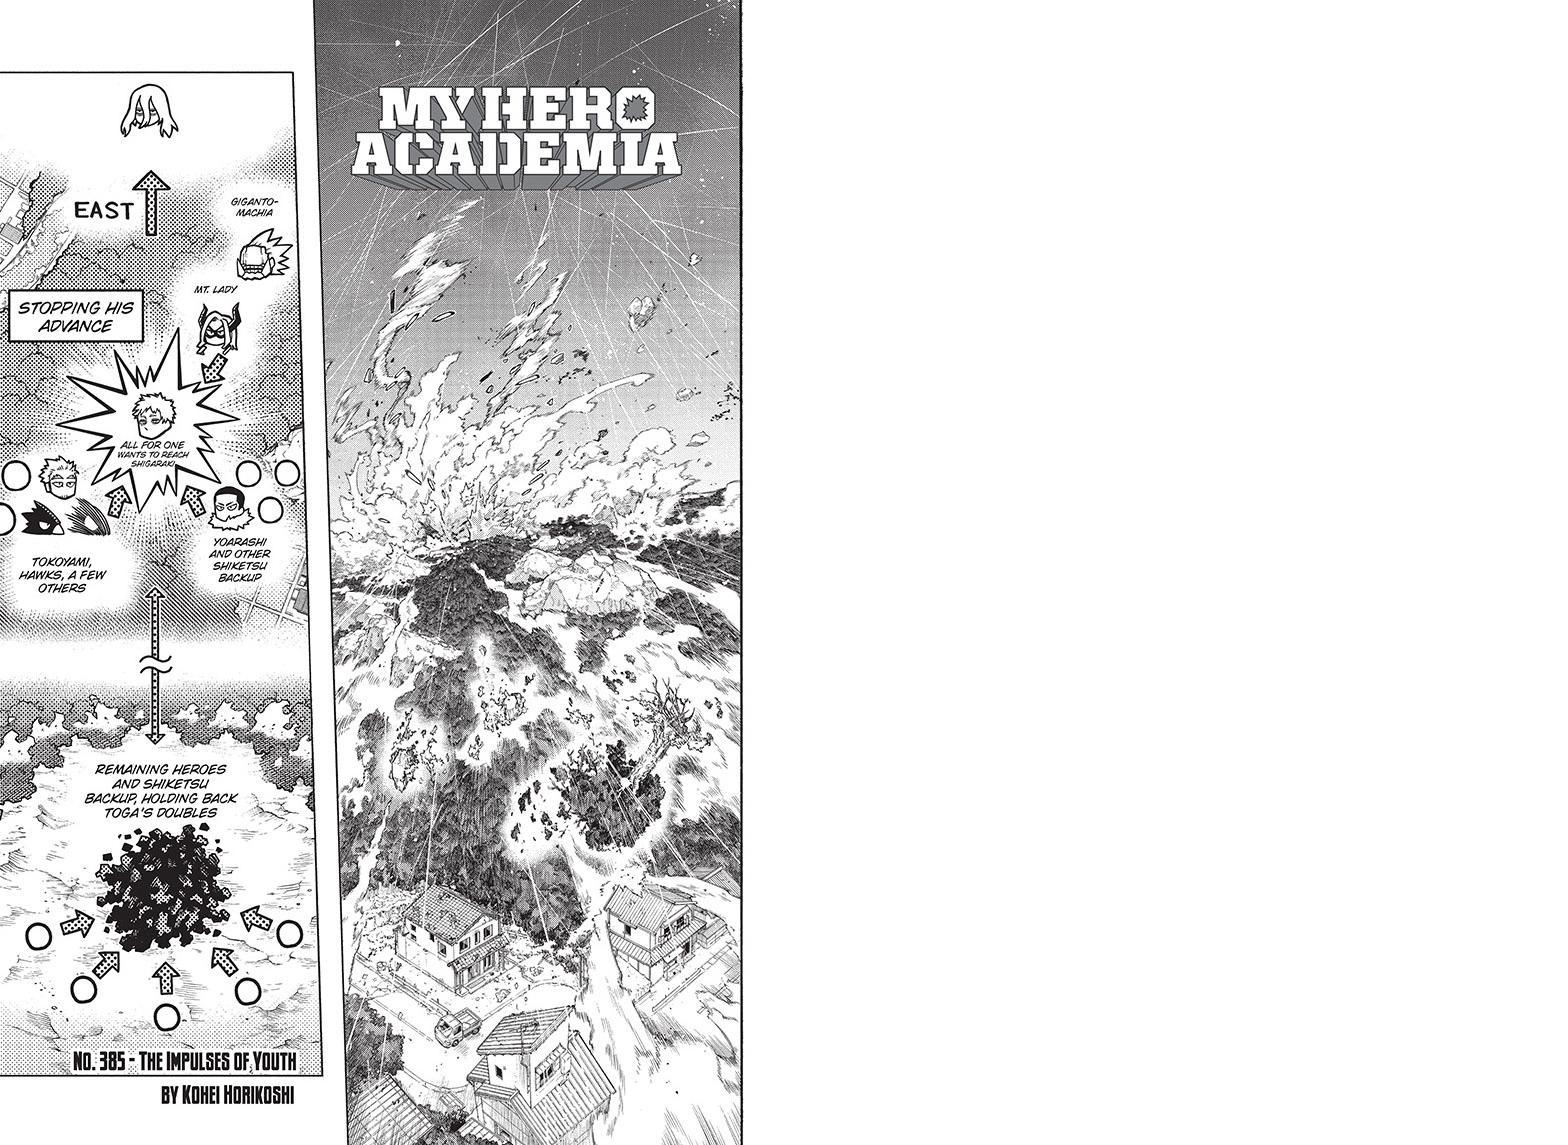 MY HERO
ACADEMIA
EAST
GIGANTO-
MACHIA
MT. LADY
STOPPING HIS
ADVANCE
ALL FOR ONE
WANTS TO REACH
SHIGARAKI
TOKOYAMI,
HAWKS, A FEW
OTHERS
YOARASHI
AND OTHER
SHIKETSU
BACKUP
REMAINING HEROES
AND SHIKETSU
BACKUP, HOLDING BACK
TOGA'S DOUBLES
NO. 385 - THE IMPULSES OF YOUTH
BY KOHEI HORIKOSHI